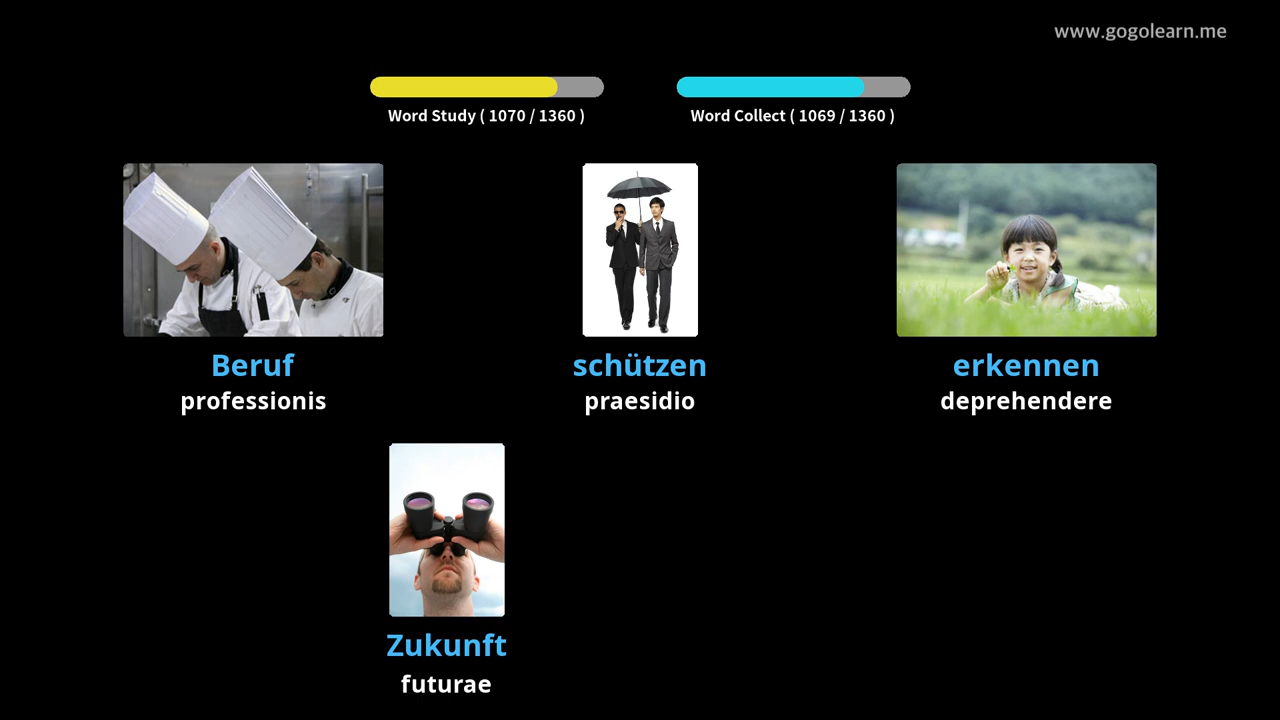 www.gogolearn.me
Word Study ( 1070 / 1360 )
Word Collect ( 1069 / 1360 )
Beruf
professionis
schützen
praesidio
erkennen
deprehendere
Zukunft
futurae